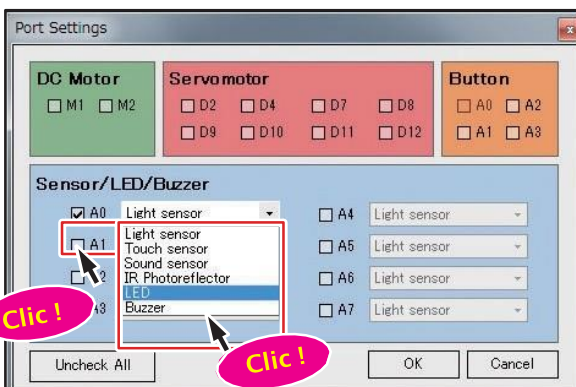 Port Settings
x
DC Motor
M1 M2
Servomotor
D2 D4 D7 D8
D9 D10 D11 D12
Button
A0 A2
A1 A3
Sensor/LED/Buzzer
A0 Light sensor
A1
2
A3
Light sensor
Touch sensor
Sound sensor
IR Photoreflector
LED
Buzzer
A4 Light sensor
A5 Light sensor
A6 Light sensor
A7 Light sensor
Clic !
Clic !
Uncheck All
OK
Cancel